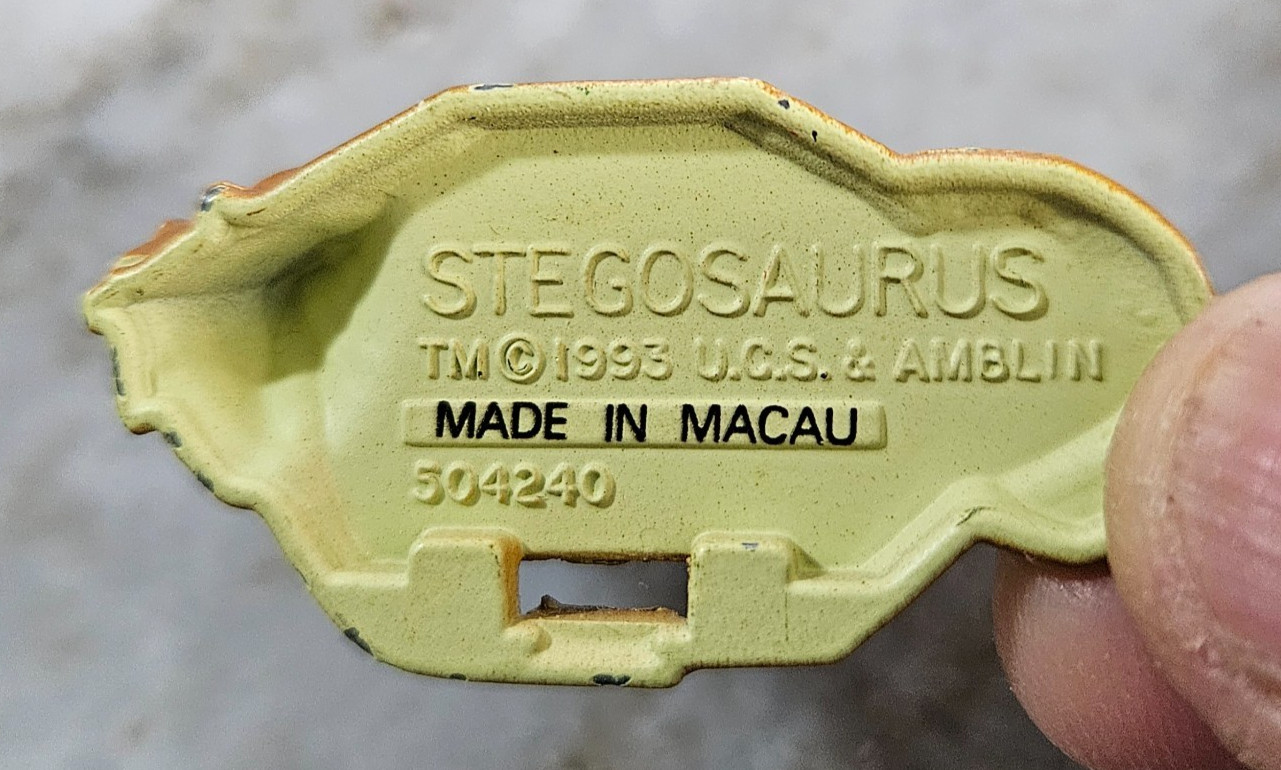 STEGOSAURUS
TM©1993 U.C.S. & AMBLIN
MADE IN MACAU
504240